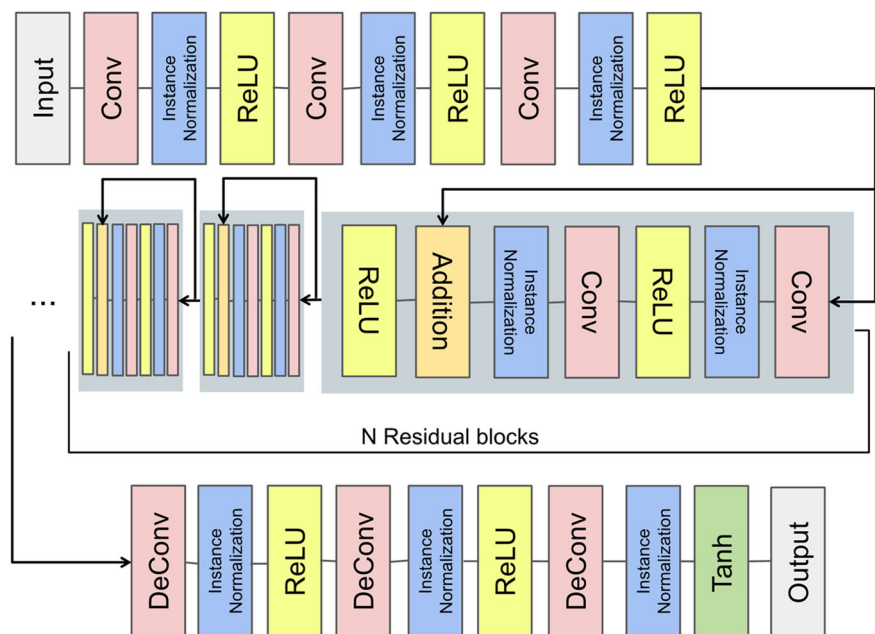 Input
Conv
Instance
Normalization
ReLU
Conv
Instance
Normalization
ReLU
Conv
Instance
Normalization
ReLU
...
ReLU
Addition
Instance
Normalization
Conv
ReLU
Instance
Normalization
Conv
N Residual blocks
DeConv
Instance
Normalization
ReLU
DeConv
Instance
Normalization
ReLU
DeConv
Instance
Normalization
Tanh
Output